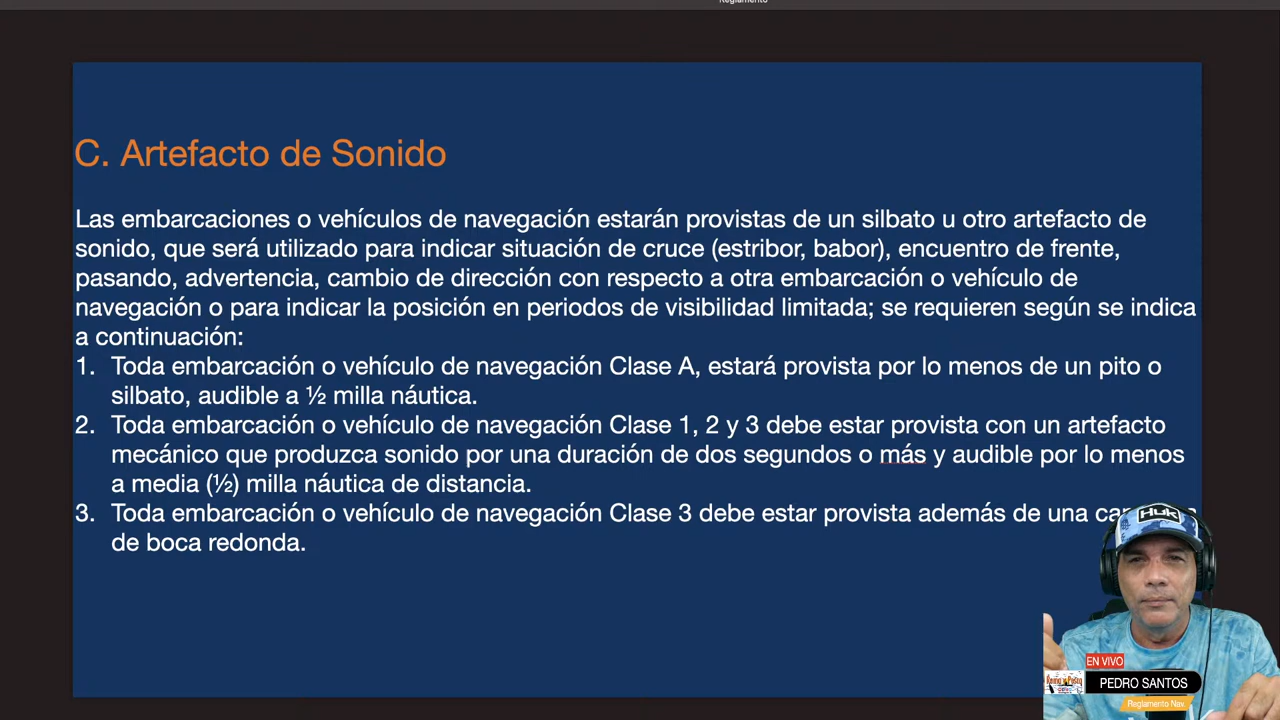 Reglamento
C. Artefacto de Sonido
Las embarcaciones o vehículos de navegación estarán provistas de un silbato u otro artefacto de
sonido, que será utilizado para indicar situación de cruce (estribor, babor), encuentro de frente,
pasando, advertencia, cambio de dirección con respecto a otra embarcación o vehículo de
navegación o para indicar la posición en periodos de visibilidad limitada; se requieren según se indica
a continuación:
1. Toda embarcación o vehículo de navegación Clase A, estará provista por lo menos de un pito o
silbato, audible a ½ milla náutica.
2. Toda embarcación o vehículo de navegación Clase 1, 2 y 3 debe estar provista con un artefacto
mecánico que produzca sonido por una duración de dos segundos o más y audible por lo menos
a media (½) milla náutica de distancia.
3. Toda embarcación o vehículo de navegación Clase 3 debe estar provista además de una
de boca redonda.
HUK
EN VIVO
PEDRO SANTOS
Reglamento Nav.